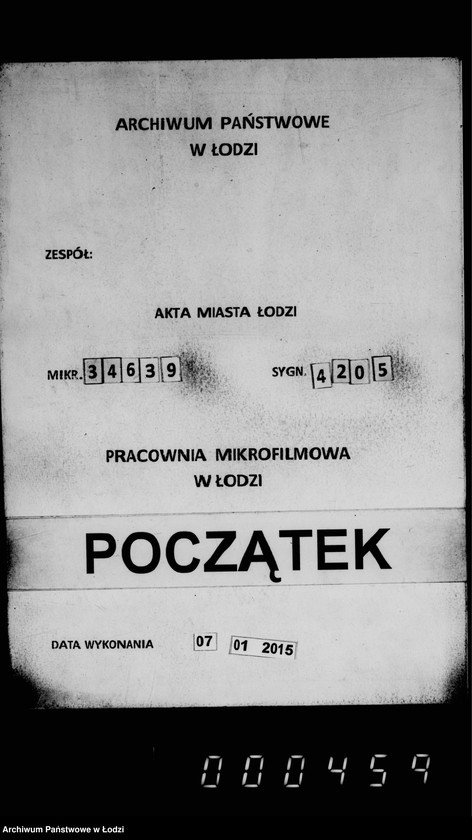 ARCHIWUM PAŃSTWOWE
W ŁODZI
ZESPÓŁ:
AKTA MIASTA ŁODZI
MIKR. 34639 SYGN. 4205
PRACOWNIA MIKROFILMOWA
W ŁODZI
POCZĄTEK
DATA WYKONANIA 07 01 2015
000459
Archiwum Państwowe w Łodzi